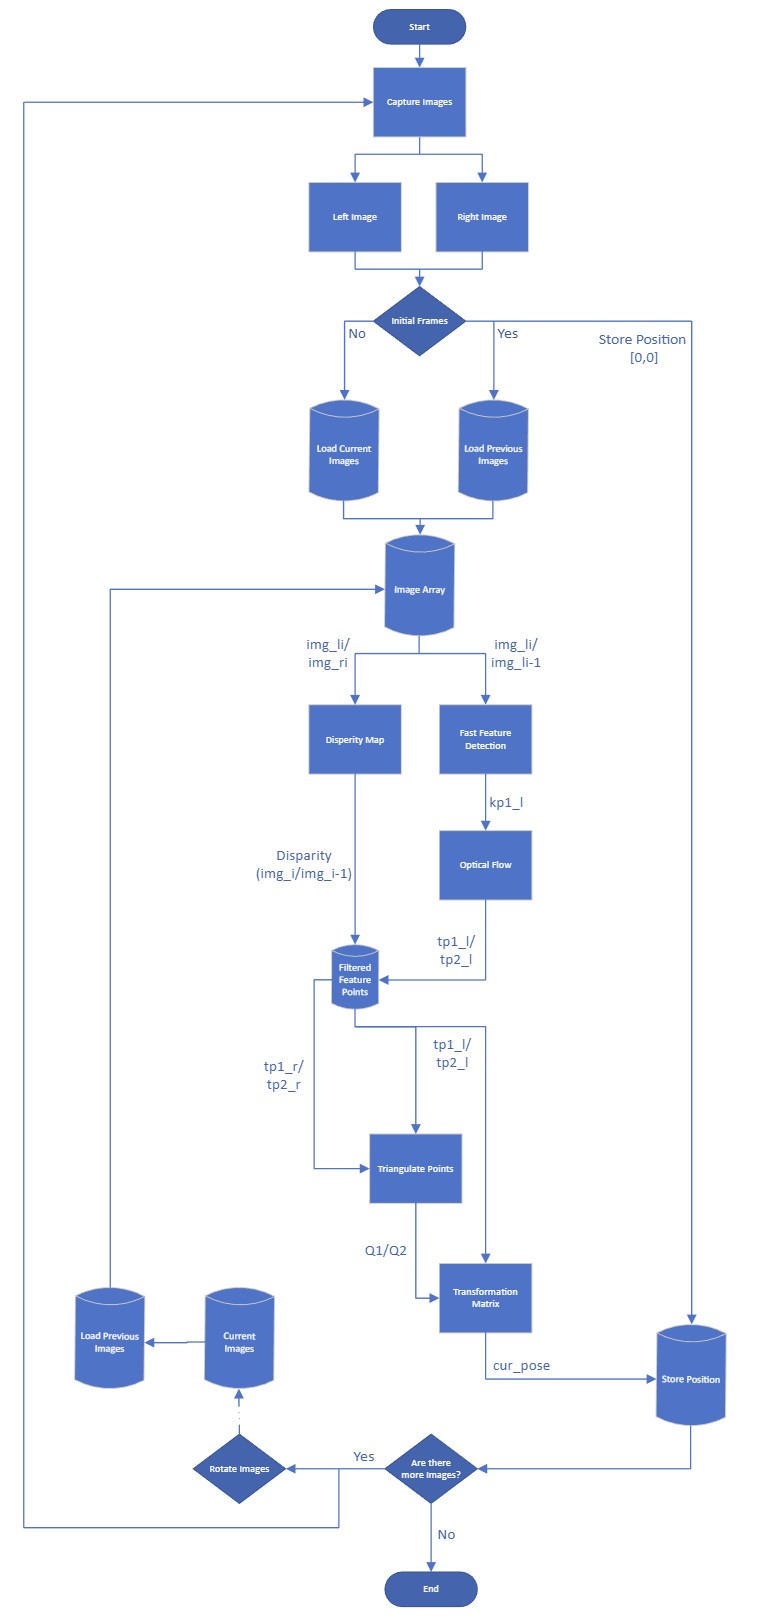 Start
Capture Images
Left Image
Right Image
Initial Frames
No
Yes
Store Position
[0,0]
Load Current
Images
Load Previous
Images
Image Array
img_li/
img_ri
img_li/
img_li-1
Disperity Map
Fast Feature
Detection
kp1_l
Disparity
(img_i/img_i-1)
Optical Flow
tp1_l/
tp2_l
Filtered
Feature
Points
tp1_r/
tp2_r
tp1_l/
tp2_l
Triangulate Points
Q1/Q2
Transformation
Matrix
Load Previous
Images
Current
Images
cur_pose
Store Position
Rotate Images
Yes
Are there
more Images?
No
End